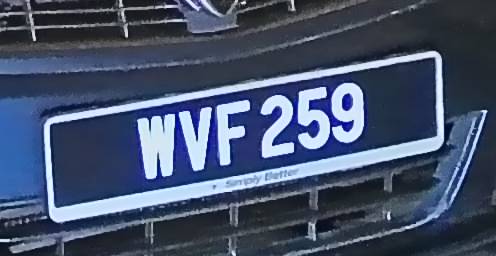 WVF 259
Simply Better